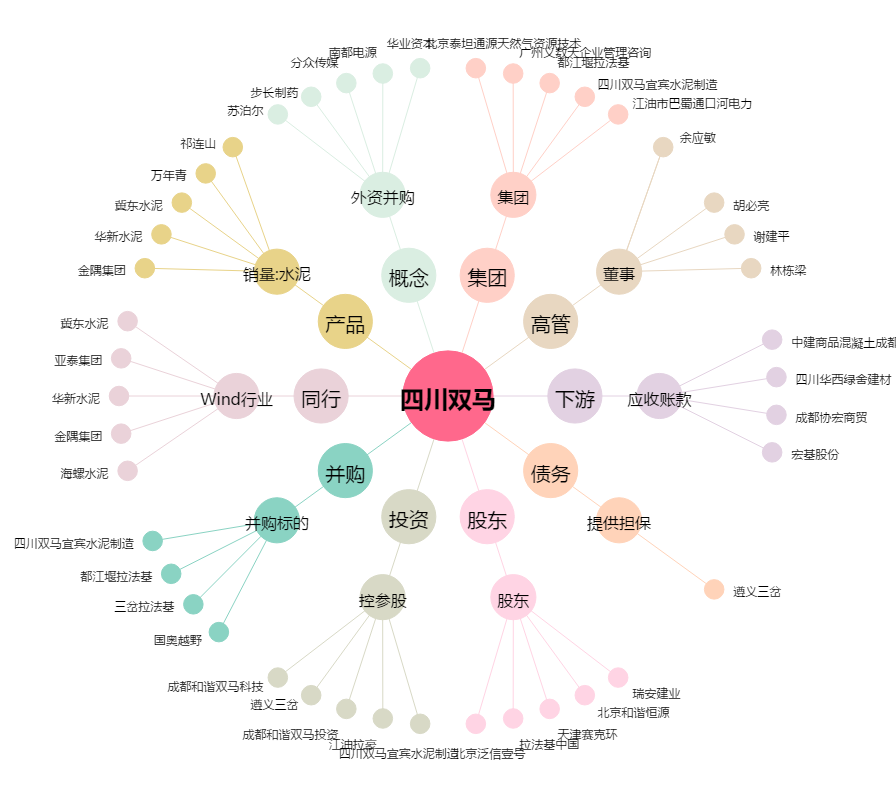 华业资本
北京泰坦通源天然气资源技术
南都电源
广州义数天企业管理咨询
分众传媒
都江堰拉法基
步长制药
四川双马宜宾水泥制造
苏泊尔
江油市巴蜀通口河电力
祁连山
余应敏
万年青
外资并购
集团
冀东水泥
胡必亮
华新水泥
谢建平
金隅集团
销量:水泥
概念
集团
董事
林栋梁
冀东水泥
产品
高管
中建商品混凝土成都
亚泰集团
四川华西绿舍建材
华新水泥
Wind行业
同行
四川双马
下游
应收账款
成都协宏商贸
金隅集团
宏基股份
海螺水泥
并购
债务
并购标的
投资
股东
提供担保
四川双马宜宾水泥制造
都江堰拉法基
三岔拉法基
控参股
股东
遵义三岔
国奥越野
成都和谐双马科技
瑞安建业
遵义三岔
北京和谐恒源
成都和谐双马投资
天津赛克环
江油拉豪
拉法基中国
四川双马宜宾水泥制造
北京泛信壹号